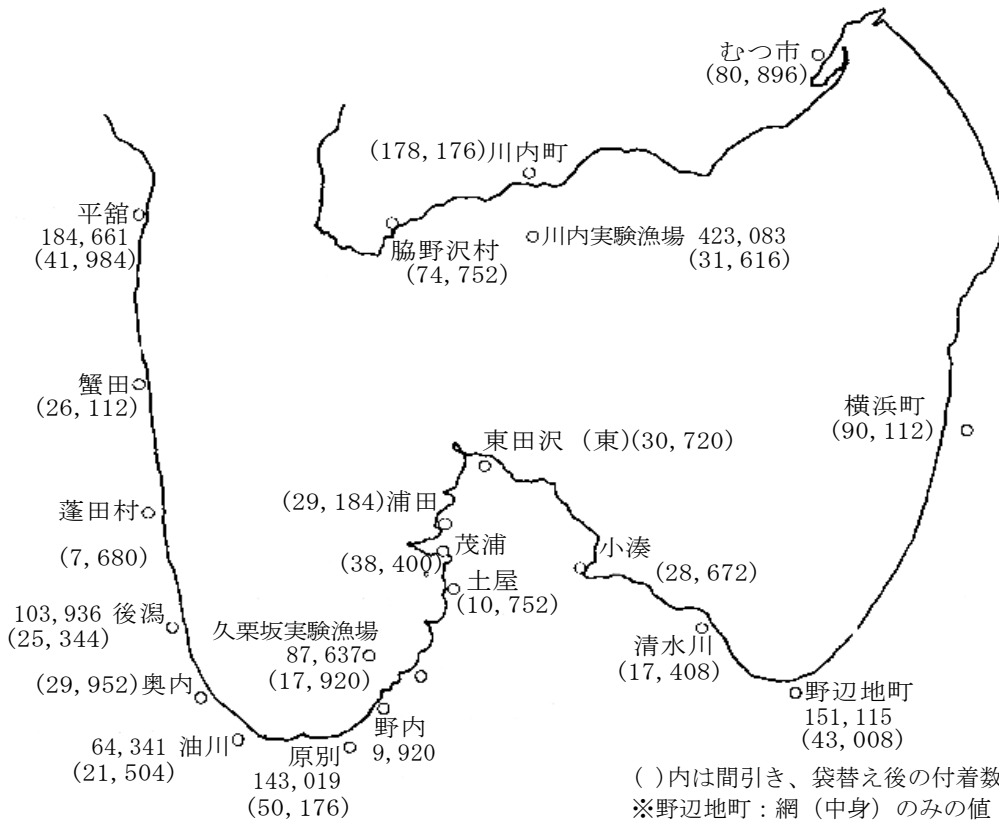 むつ市
(80,896)
(178,176)川内町
平舘
184,661
(41,984)
脇野沢村
(74,752)
川内実験漁場 423,083
(31,616)
蟹田
(26,112)
横浜町
(90,112)
東田沢 (東)(30,720)
(29,184)浦田
蓬田村
(7,680)
茂浦
(38,400)
土屋
(10,752)
小湊
(28,672)
103,936 後潟
(25,344)
久栗坂実験漁場
87,637
(17,920)
清水川
(17,408)
(29,952)奥内
野辺地町
151,115
(43,008)
64,341 油川
(21,504)
野内
9,920
原別
143,019
(50,176)
( )内は間引き、袋替え後の付着数
※野辺地町:網(中身)のみの値